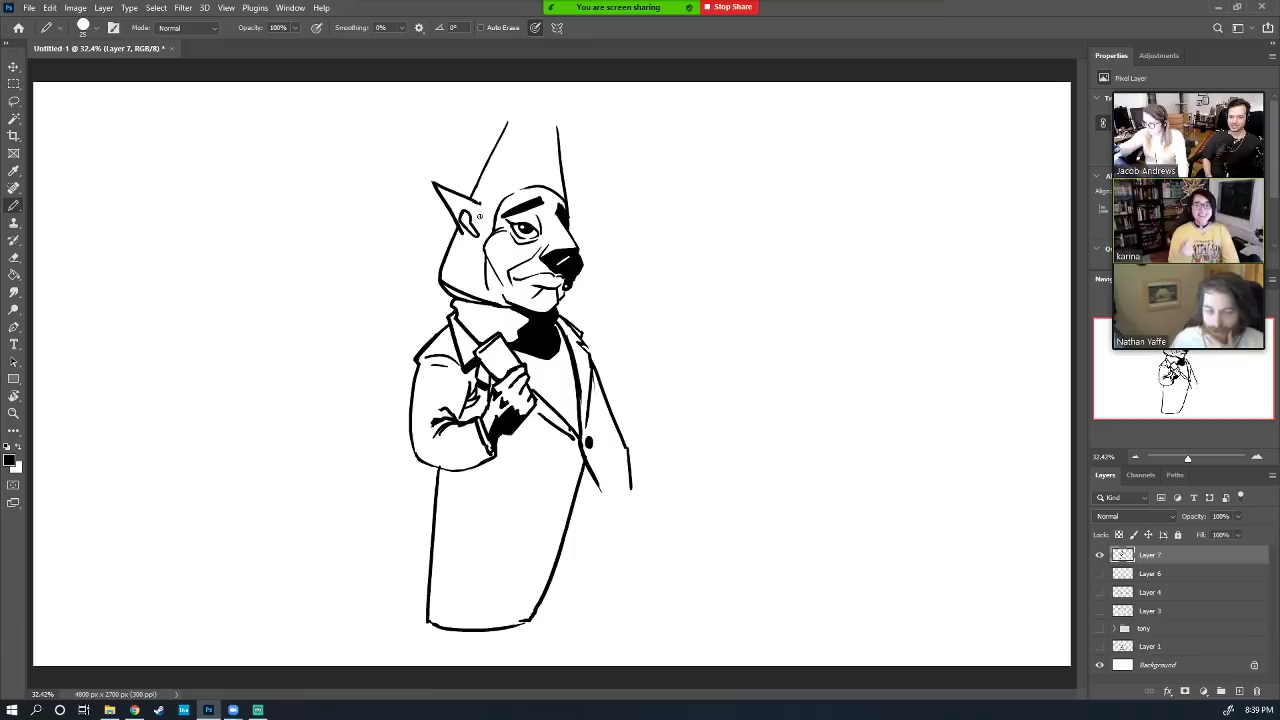 You are screen sharing
Stop Share
File Edit Image Layer Type Select Filter 3D View Plugins Window Help
25
Mode: Normal Opacity: 100% Smoothing: 0% 0° Auto Erase
Untitled-1 @ 32.4% (Layer 7, RGB/8) * ×
Properties Adjustments
Pixel Layer
Jacob Andrews
karina
Nathan Yaffe
32.42%
Layers Channels Paths
Kind
Normal Opacity: 100%
Lock: Fill: 100%
Layer 7
Layer 6
Layer 4
Layer 3
tony
Layer 1
Background
32.42% 4800 px x 2700 px (300 ppi)
8:39 PM